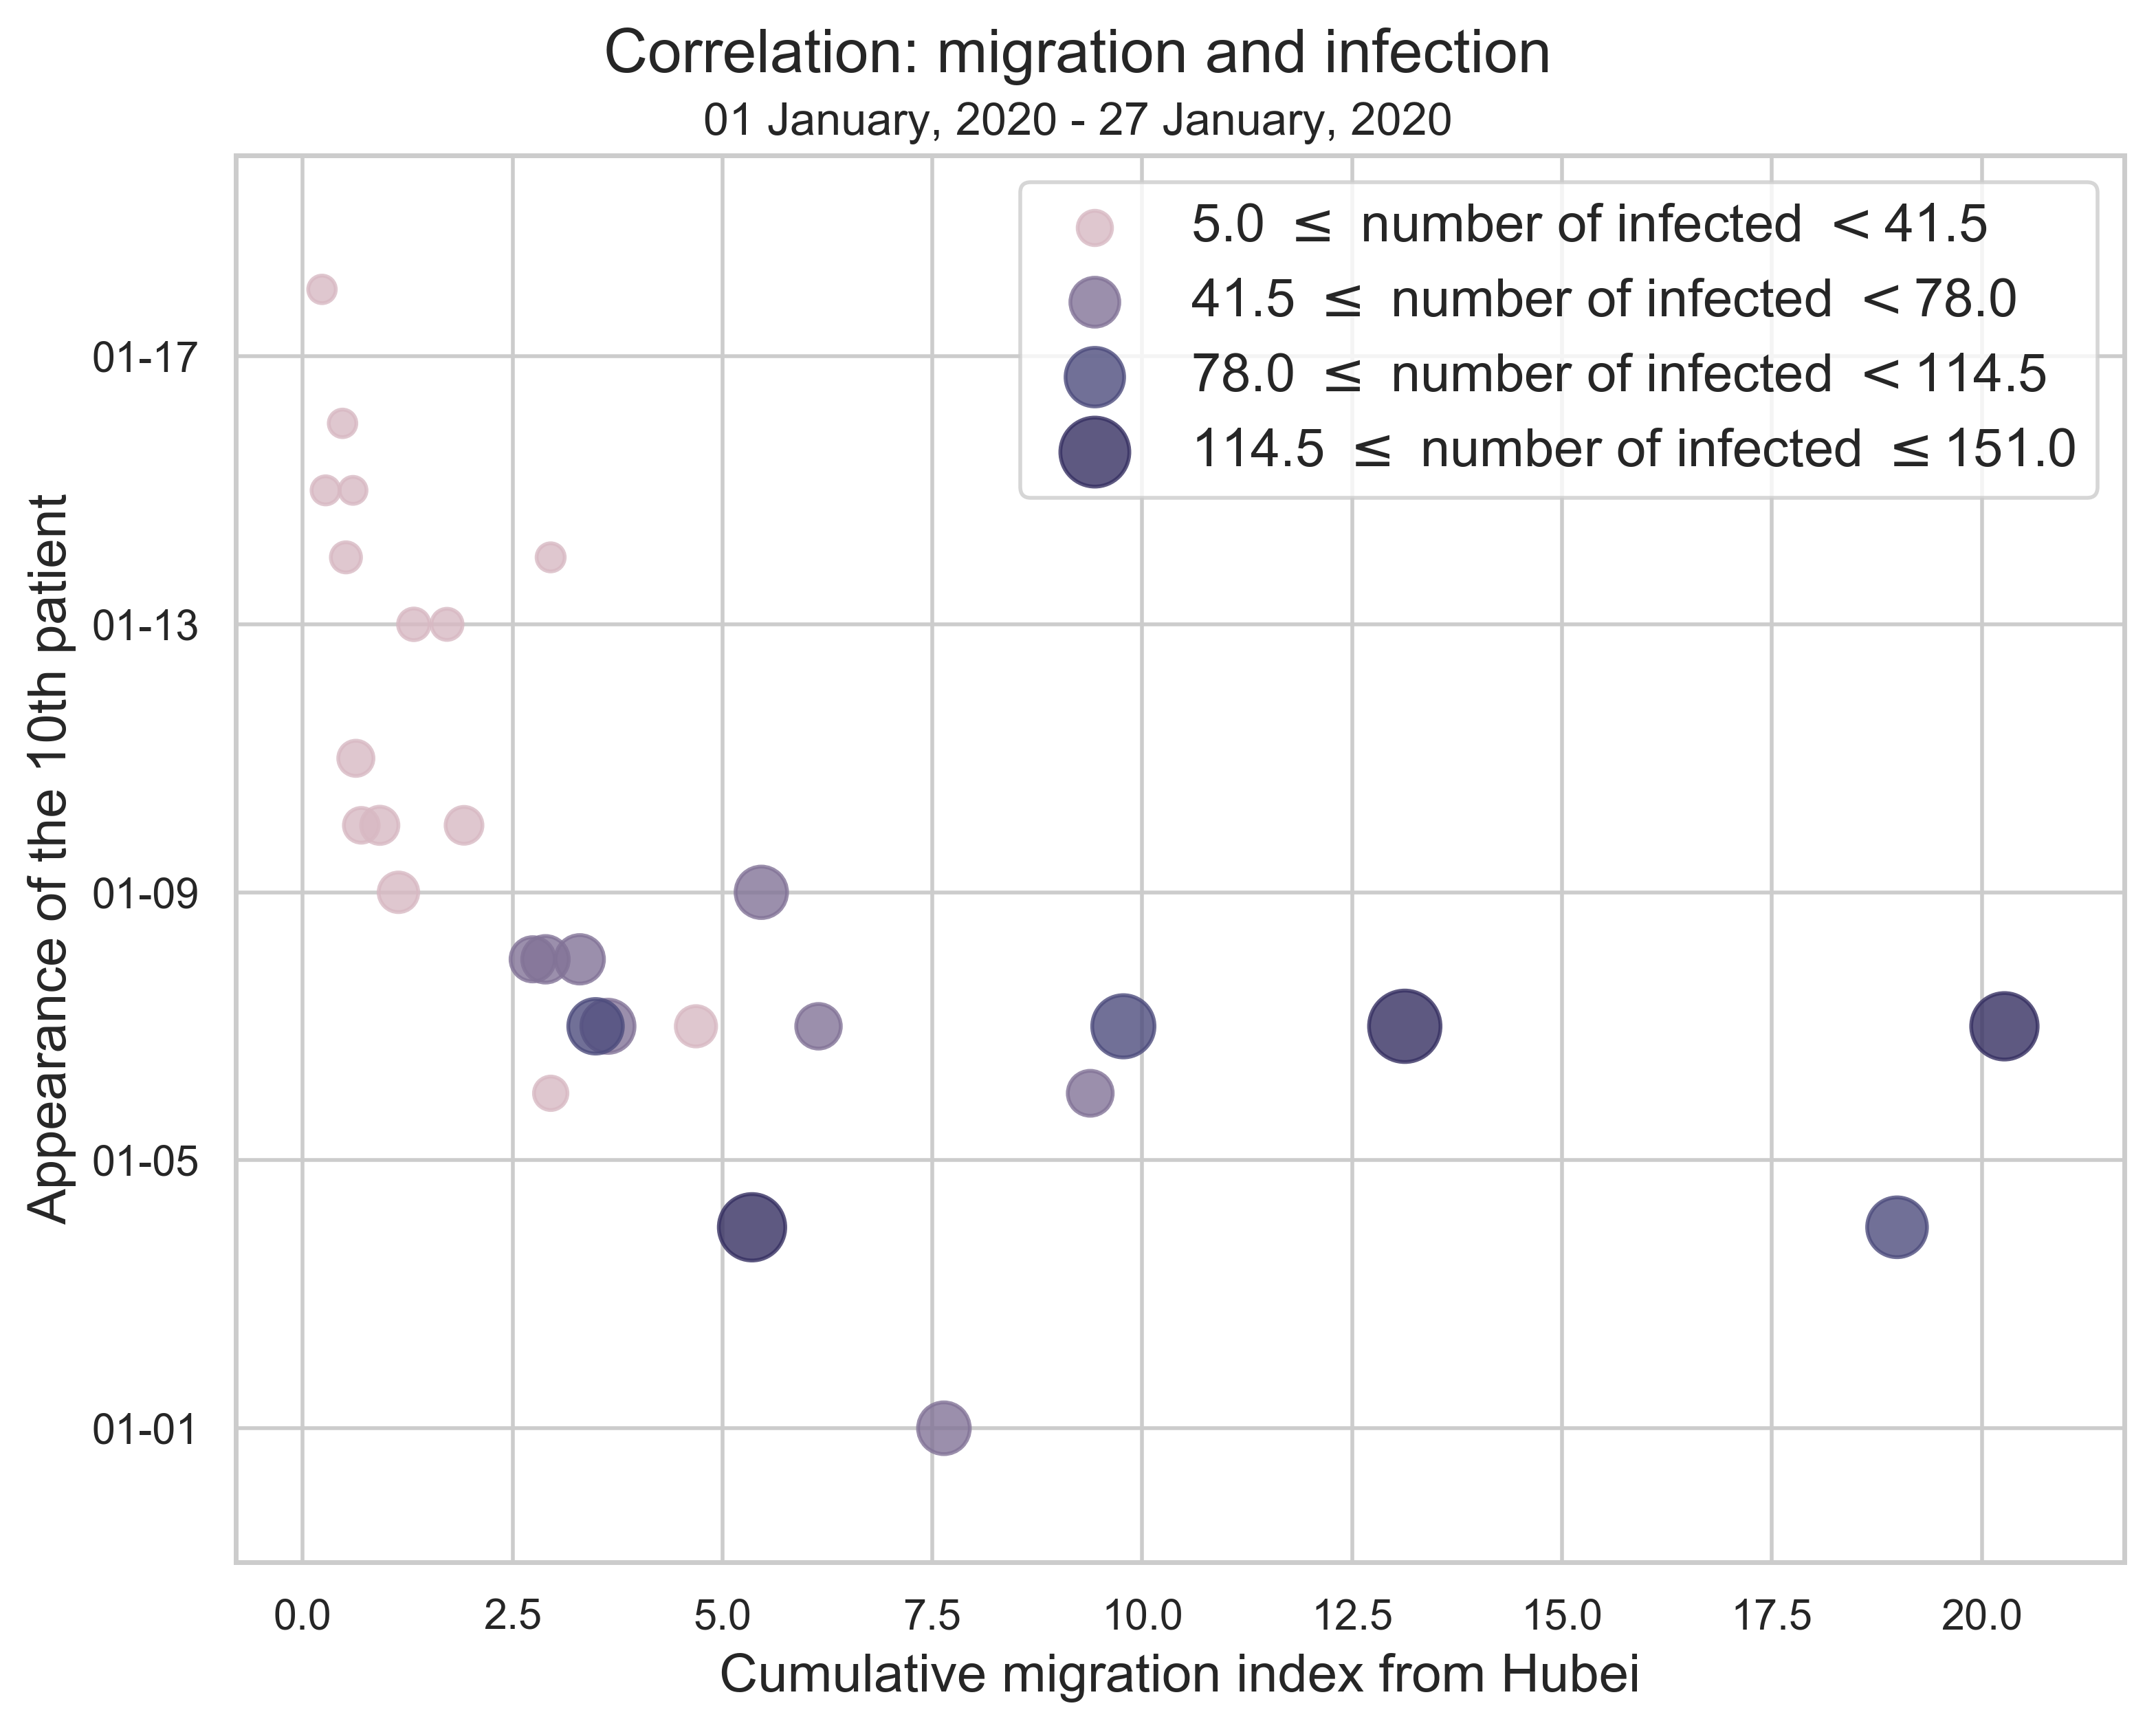 Correlation: migration and infection
01 January, 2020 - 27 January, 2020
5.0 ≤ number of infected < 41.5
41.5 ≤ number of infected < 78.0
78.0 ≤ number of infected < 114.5
114.5 ≤ number of infected ≤ 151.0
Appearance of the 10th patient
01-17
01-13
01-09
01-05
01-01
0.0 2.5 5.0 7.5 10.0 12.5 15.0 17.5 20.0
Cumulative migration index from Hubei